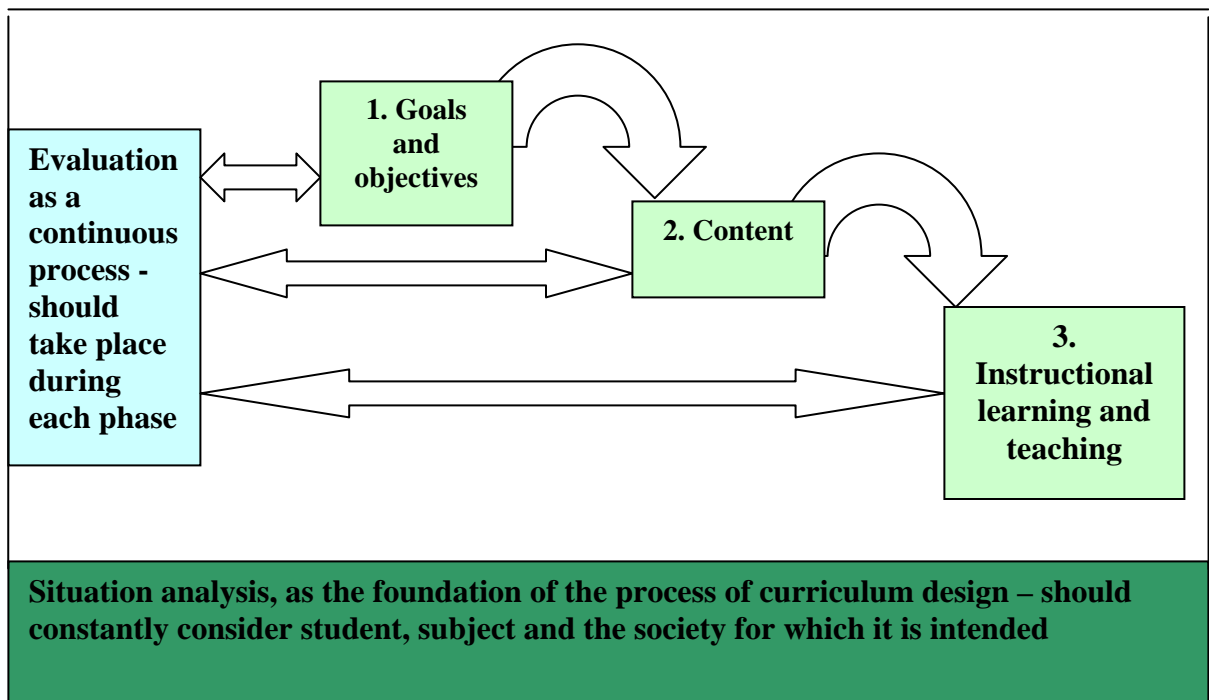 1. Goals
and
objectives
Evaluation
as a
continuous
process -
should
take place
during
each phase
2. Content
3.
Instructional
learning and
teaching
Situation analysis, as the foundation of the process of curriculum design – should
constantly consider student, subject and the society for which it is intended